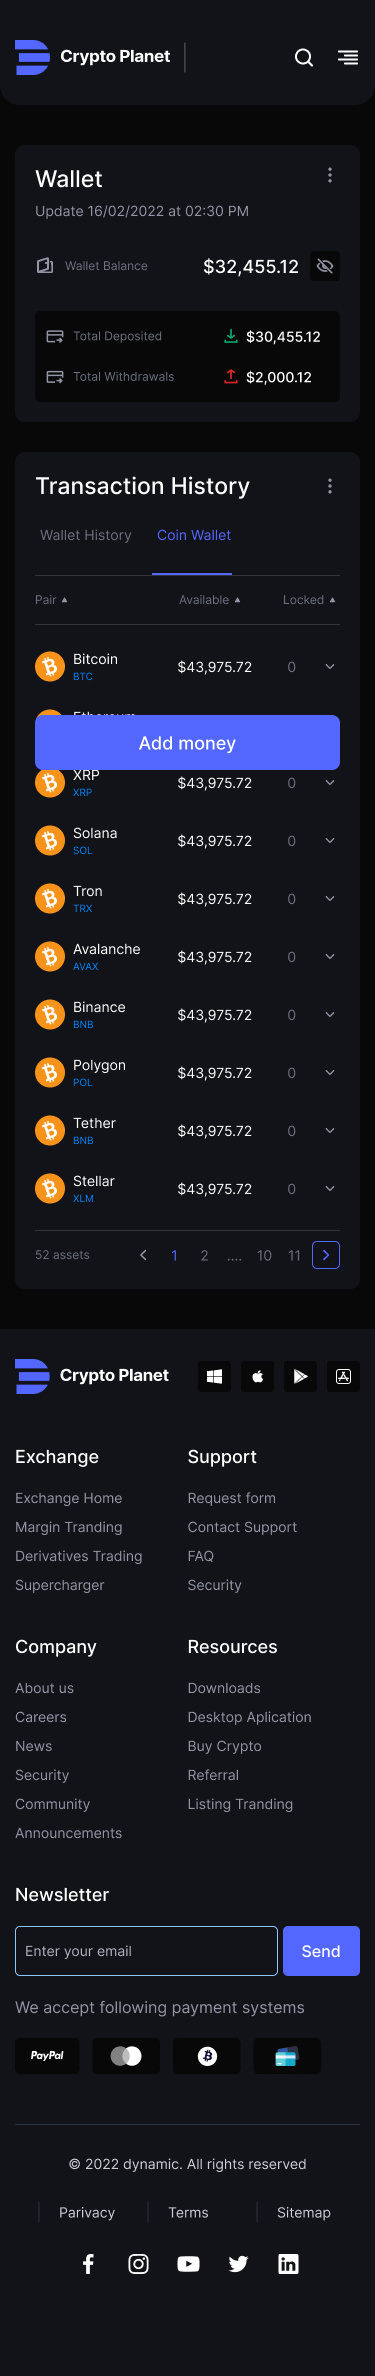 Crypto Planet
Wallet
Update 16/02/2022 at 02:30 PM
Wallet Balance $32,455.12
Total Deposited $30,455.12
Total Withdrawals $2,000.12
Transaction History
Wallet History Coin Wallet
Pair Available Locked
Bitcoin
BTC $43,975.72 0
Add money
XRP
XRP $43,975.72 0
Solana
SOL $43,975.72 0
Tron
TRX $43,975.72 0
Avalanche
AVAX $43,975.72 0
Binance
BNB $43,975.72 0
Polygon
POL $43,975.72 0
Tether
BNB $43,975.72 0
Stellar
XLM $43,975.72 0
52 assets 1 2 .... 10 11
Crypto Planet
Exchange
Exchange Home
Margin Tranding
Derivatives Trading
Supercharger
Support
Request form
Contact Support
FAQ
Security
Company
About us
Careers
News
Security
Community
Announcements
Resources
Downloads
Desktop Aplication
Buy Crypto
Referral
Listing Tranding
Newsletter
Enter your email Send
We accept following payment systems
PayPal
© 2022 dynamic. All rights reserved
Parivacy Terms Sitemap